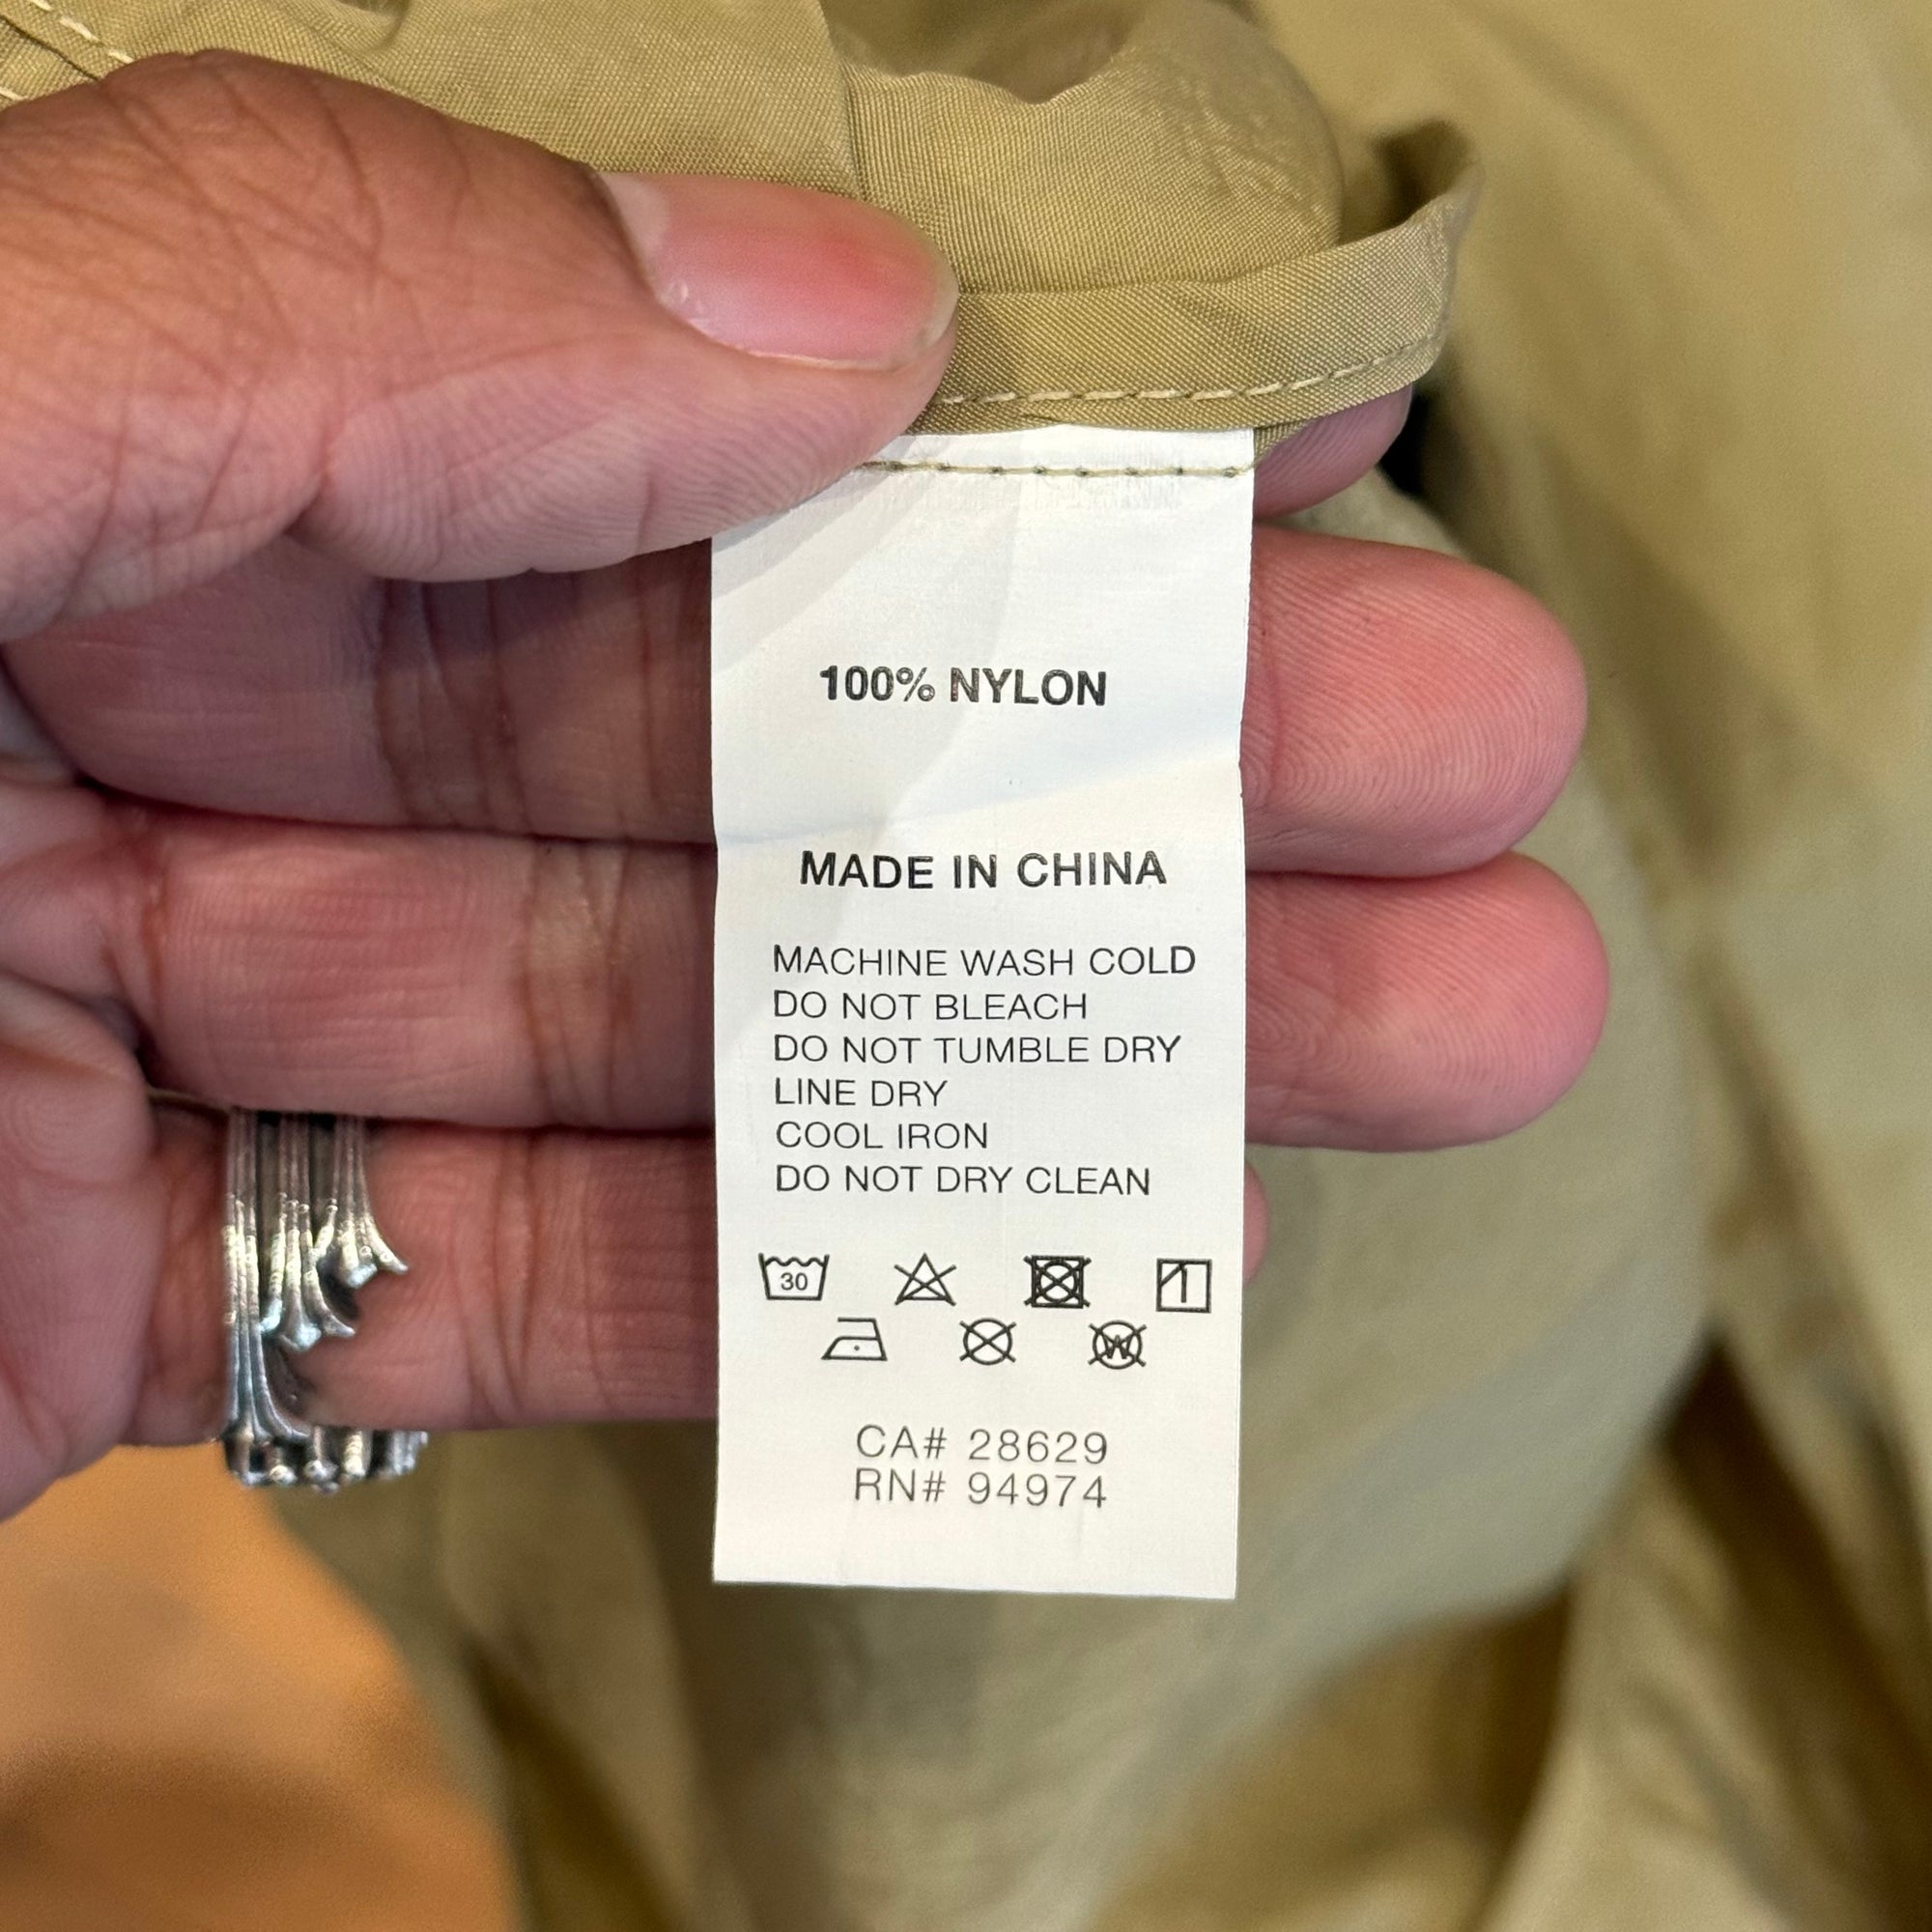 100% NYLON
MADE IN CHINA
MACHINE WASH COLD
DO NOT BLEACH
DO NOT TUMBLE DRY
LINE DRY
COOL IRON
DO NOT DRY CLEAN
30
W
CA# 28629
RN# 94974